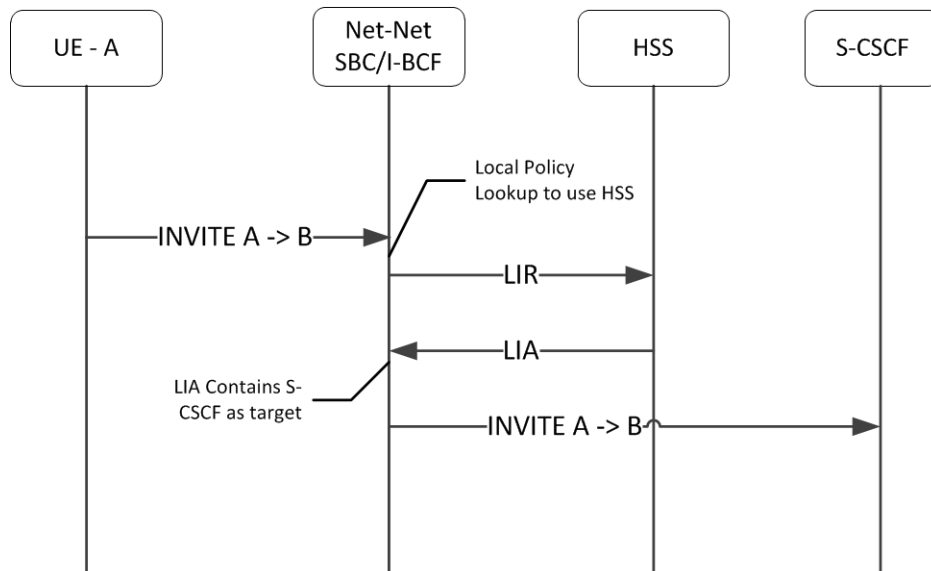 UE - A
Net-Net
SBC/I-BCF
HSS
S-CSCF
Local Policy
Lookup to use HSS
INVITE A -> B
LIR
LIA
LIA Contains S-
CSCF as target
INVITE A -> B